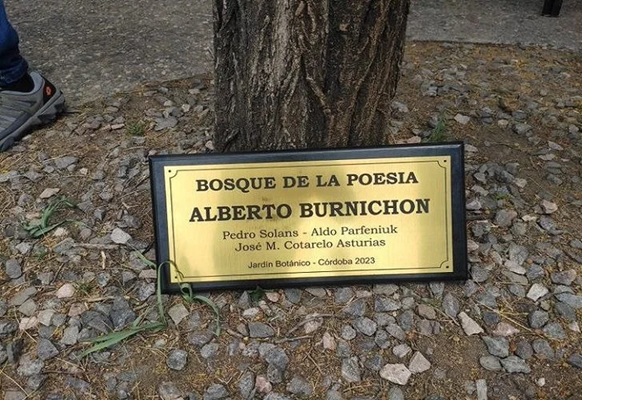 BOSQUE DE LA POESIA
ALBERTO BURNICHON
Pedro Solans - Aldo Parfeniuk
José M. Cotarelo Asturias
Jardín Botánico - Córdoba 2023